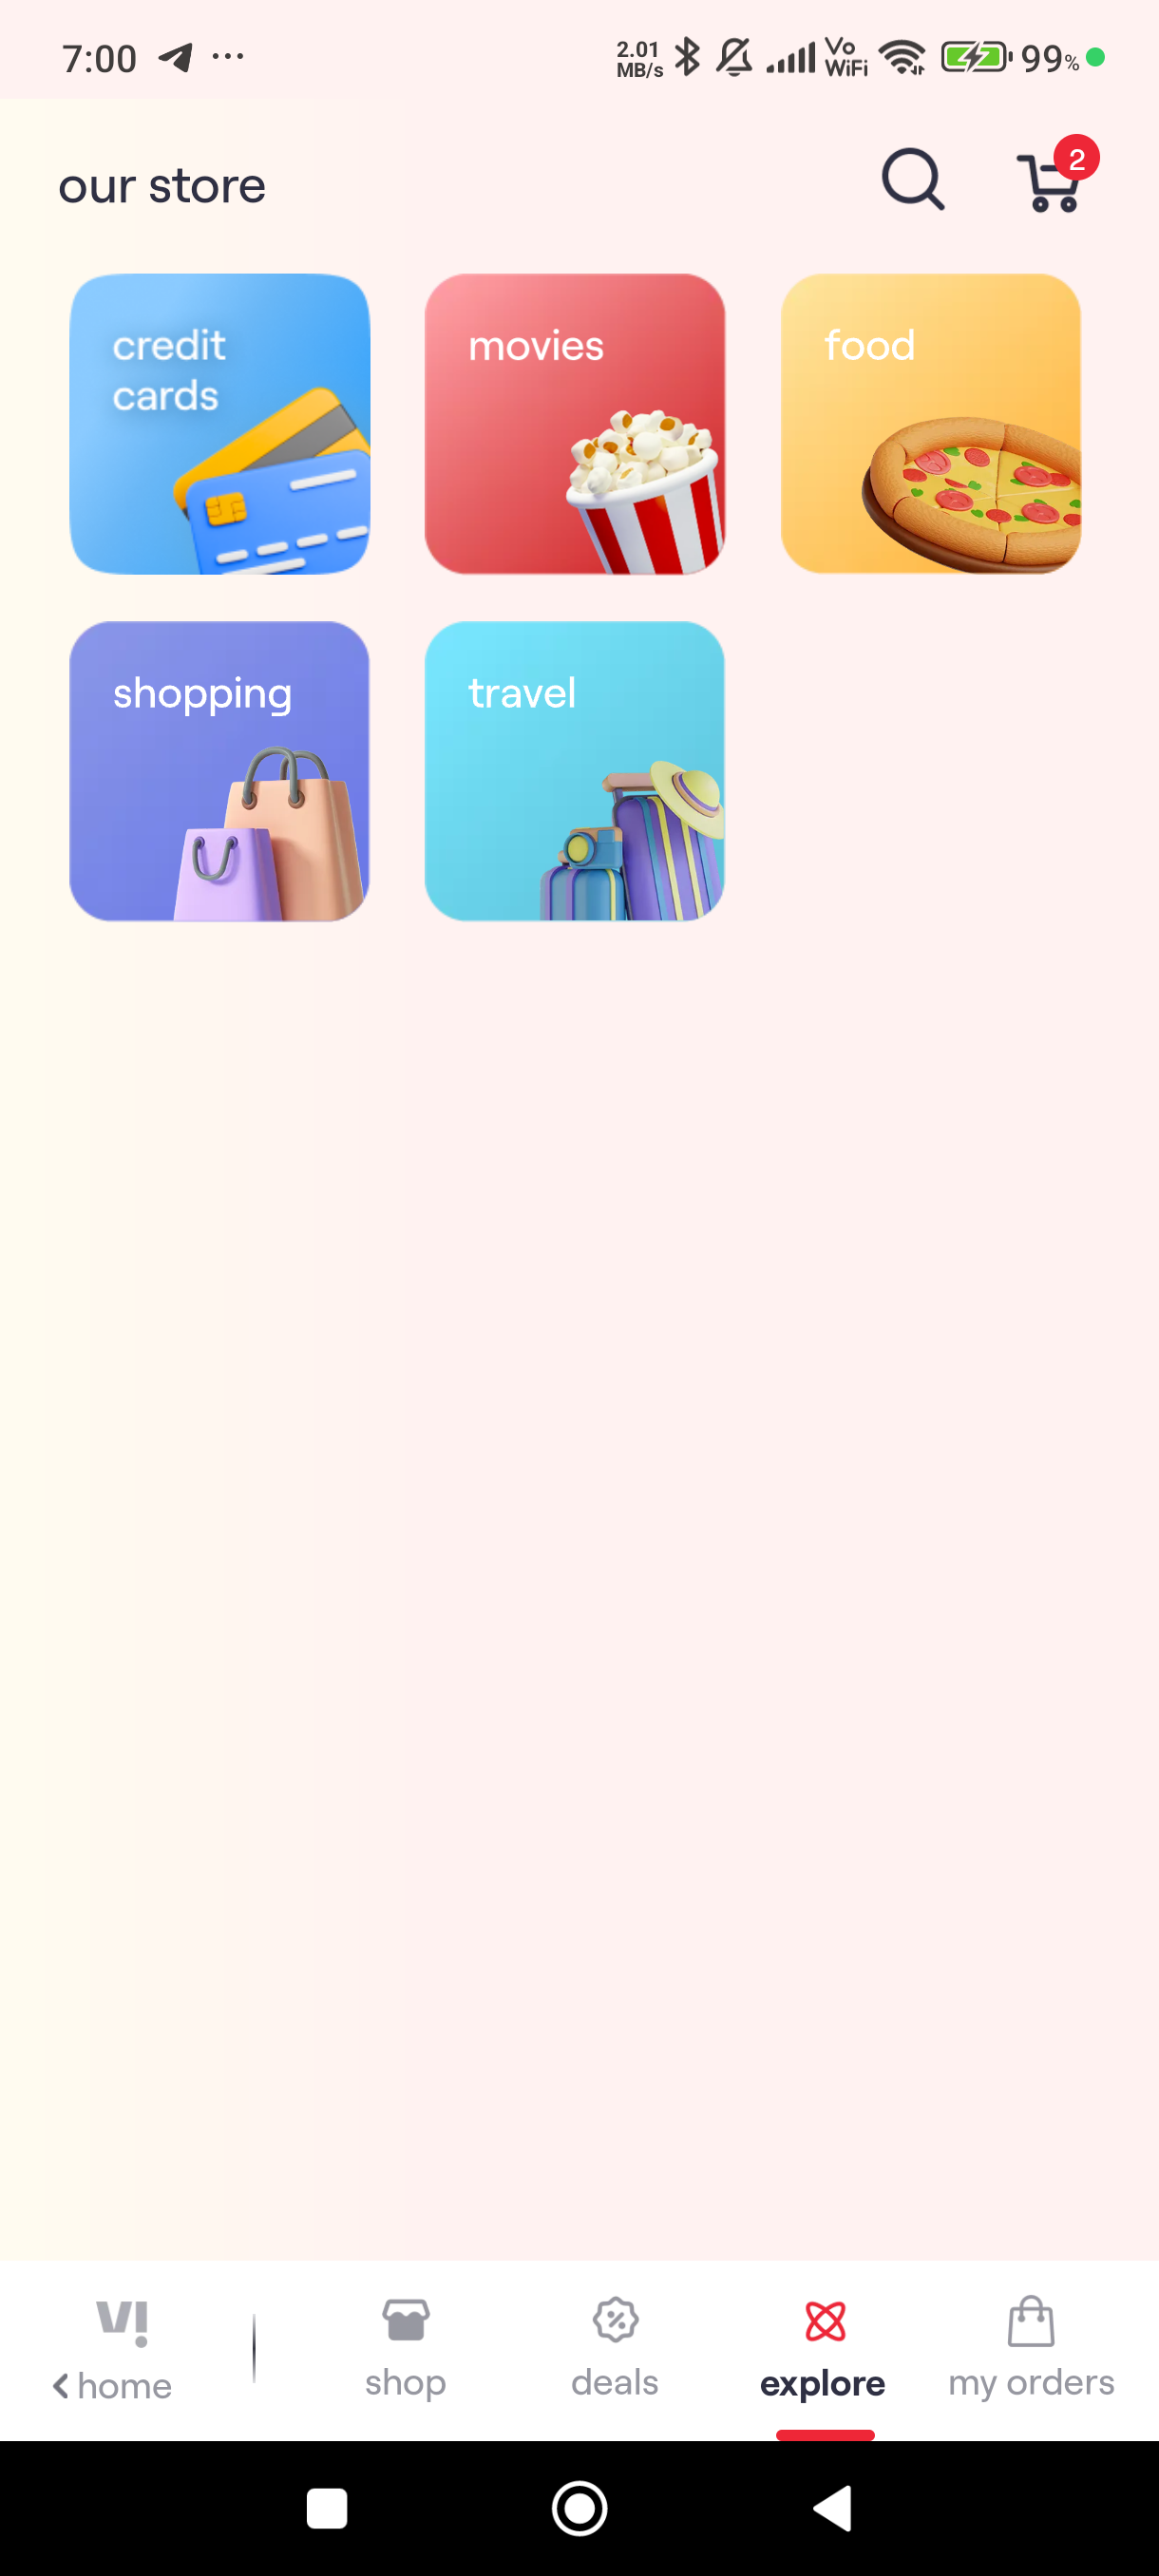 7:00 ... 2.01 MB/s Vo WiFi 99%
our store
2
credit
cards
movies
food
shopping
travel
VI
home
shop
deals
explore
my orders